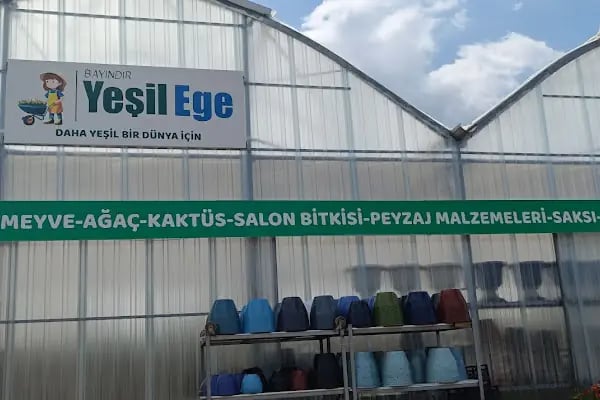 BAYINDIR
Yeşil Ege
DAHA YEŞİL BİR DÜNYA İÇİN
MEYVE-AĞAÇ-KAKTÜS-SALON BİTKİSİ-PEYZAJ MALZEMELERİ-SAKSI-